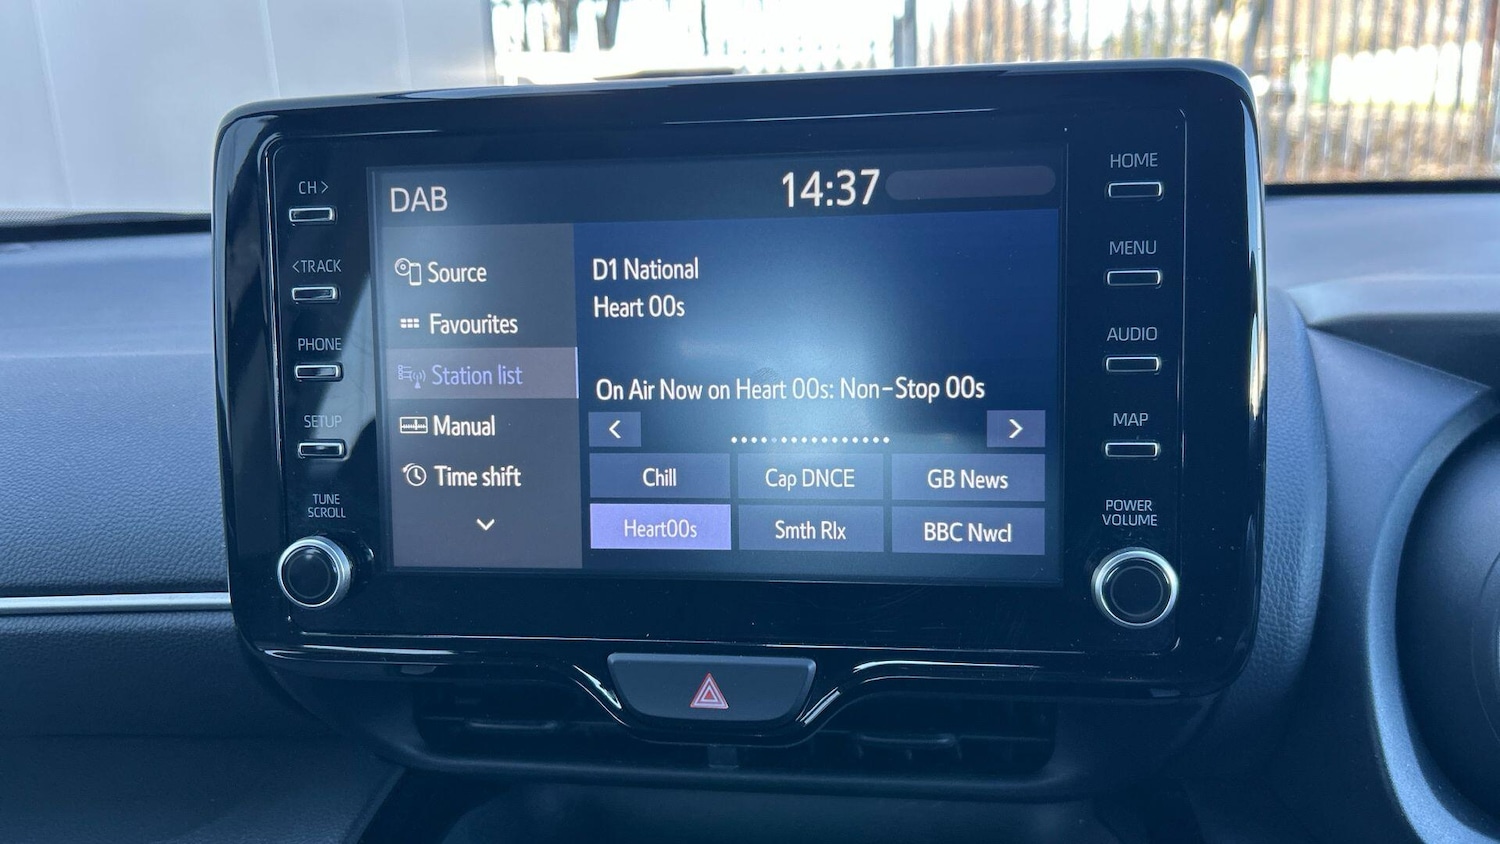 CH>
<TRACK
PHONE
SETUP
TUNE
SCROLL
DAB
14:37
Source
Favourites
Station list
Manual
Time shift
D1 National
Heart 00s
On Air Now on Heart 00s: Non-Stop 00s
<
>
Chill
Cap DNCE
GB News
Heart00s
Smth Rlx
BBC Nwcl
HOME
MENU
AUDIO
MAP
POWER
VOLUME